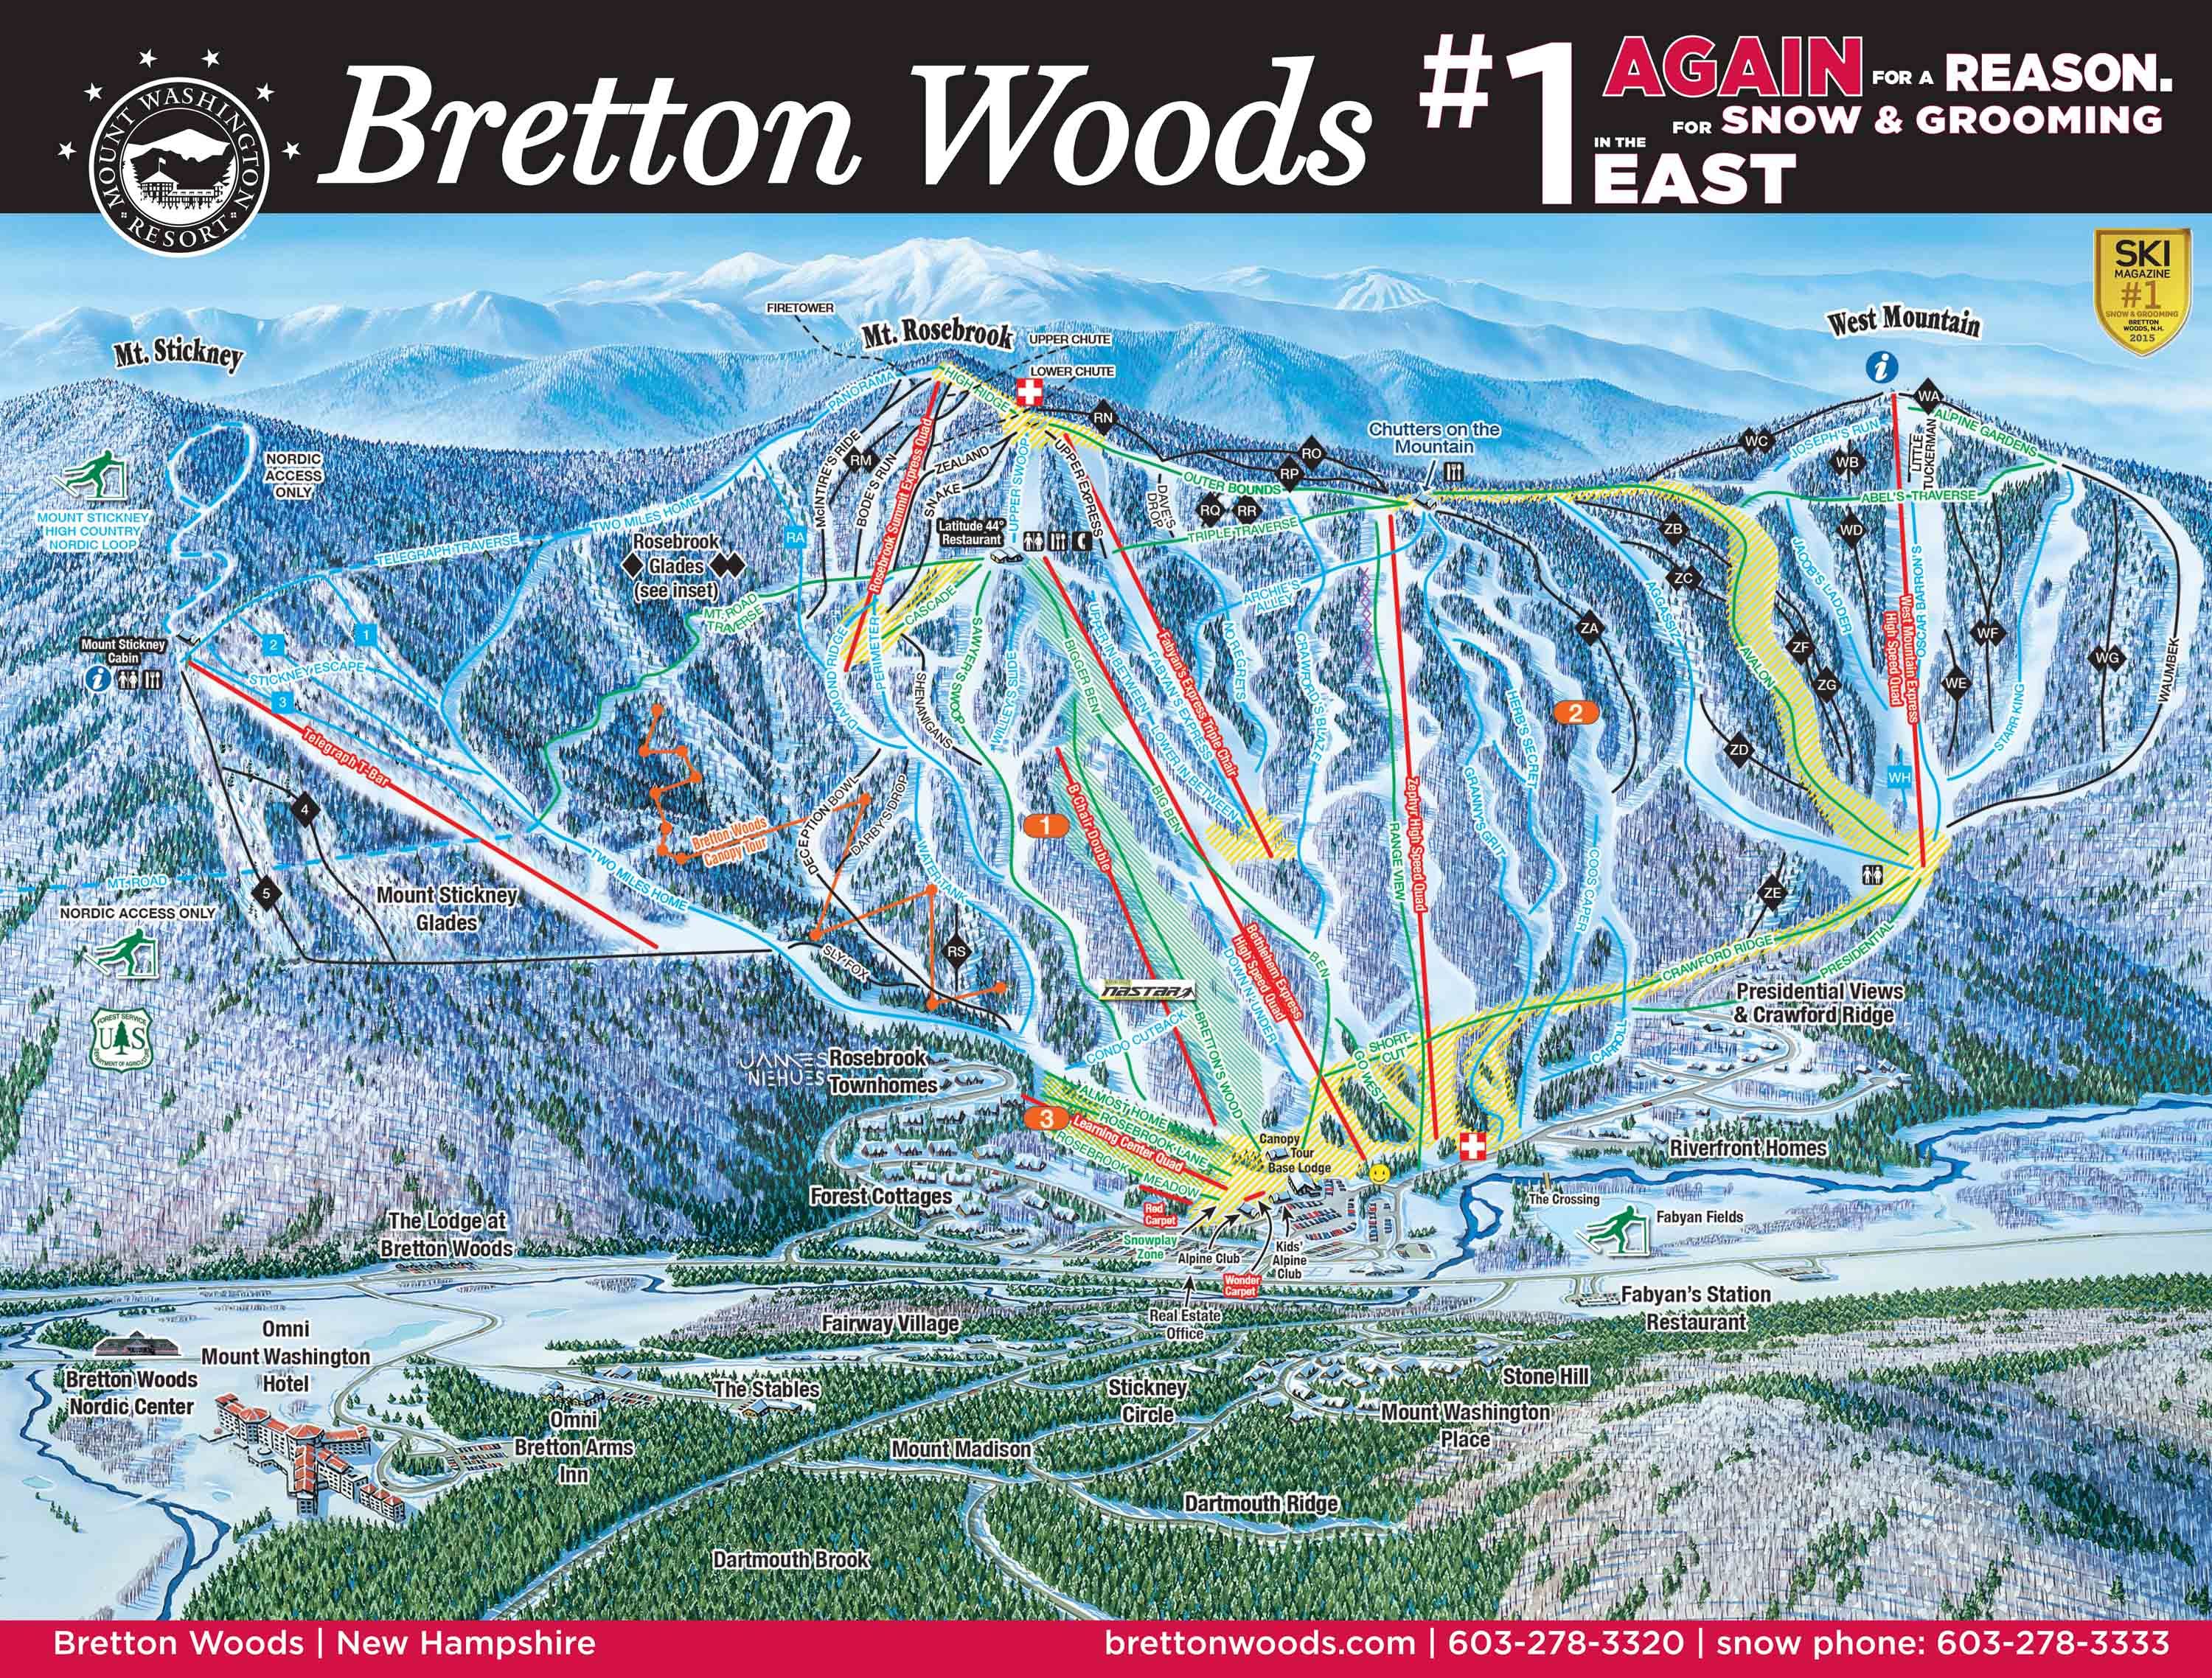 MOUNT WASHINGTON
RESORT
Bretton Woods
#1
AGAIN FOR A REASON.
FOR SNOW & GROOMING
IN THE
EAST
SKI
MAGAZINE
#1
SNOW & GROOMING
BRETTON
WOODS, N.H.
2015
Mt. Stickney
Mt. Rosebrook
West Mountain
FIRETOWER
UPPER CHUTE
LOWER CHUTE
HIGH RIDGE
PANORAMA
NORDIC
ACCESS
ONLY
MOUNT STICKNEY
HIGH COUNTRY
NORDIC LOOP
TELEGRAPH TRAVERSE
TWO MILES HOME
RA
McINTIRE'S RIDE
RM
BODE'S RUN
Rosebrook Summit Express Quad
ZEALAND
SNAKE
UPPER SWOOP
UPPER EXPRESS
RN
Latitude 44°
Restaurant
Rosebrook
Glades
(see inset)
MT. ROAD
TRAVERSE
CASCADE
DAVE'S
DROP
OUTER BOUNDS
TRIPLE TRAVERSE
RO
RP
RQ
RR
Chutters on the
Mountain
WC
JOSEPH'S RUN
WA
ALPINE GARDENS
WB
LITTLE
TUCKERMAN
ABEL'S TRAVERSE
WD
ZB
ZC
ZA
ZF
ZG
ZD
ZE
AGGASSIZ
AVALON
JACOB'S LADDER
West Mountain Express
High Speed Quad
OSCAR BARRON'S
WF
WE
WG
WH
WAUMBEK
STARR KING
Mount Stickney
Cabin
i
2
1
STICKNEY ESCAPE
3
Telegraph T-Bar
4
5
MT. ROAD
NORDIC ACCESS ONLY
Mount Stickney
Glades
TWO MILES HOME
Bretton Woods
Canopy Tour
DIAMOND RIDGE
PERIMETER
SHENANIGANS
SAWYER'S SWOOP
WILLEY'S SLIDE
BIGGER BEN
UPPER IN BETWEEN
LOWER IN BETWEEN
FABYAN'S EXPRESS
Fabyan's Express Triple Chair
NO REGRETS
ARCHIE'S
ALLEY
CRAWFORD'S BLAZE
HERB'S SECRET
GRANNY'S GRIT
COOS CAPER
RANGE VIEW
Zephyr High Speed Quad
2
1
DECEPTION BOWL
DARBY'S DROP
WATER TANK
RS
SLY FOX
B Chair Double
BIG BEN
BEN
Bethlehem Express
High Speed Quad
DOWN 'N UNDER
NASTAR
BRETTON'S WOOD
CONDO CUTBACK
SHORT-
CUT
GO WEST
CARROLL
CRAWFORD RIDGE
PRESIDENTIAL
Presidential Views
& Crawford Ridge
FOREST SERVICE
US
DEPARTMENT OF AGRICULTURE
JAMES
NIEHUES
Rosebrook
Townhomes
ALMOST HOME
ROSEBROOK LANE
Learning Center Quad
ROSEBROOK
MEADOW
3
Canopy
Tour
Base Lodge
Red
Carpet
Snowplay
Zone
Alpine Club
Wonder
Carpet
Kids'
Alpine
Club
Real Estate
Office
Riverfront Homes
The Crossing
Fabyan Fields
Forest Cottages
The Lodge at
Bretton Woods
Fairway Village
Fabyan's Station
Restaurant
Omni
Mount Washington
Hotel
Bretton Woods
Nordic Center
The Stables
Omni
Bretton Arms
Inn
Stickney
Circle
Stone Hill
Mount Washington
Place
Mount Madison
Dartmouth Ridge
Dartmouth Brook
Bretton Woods | New Hampshire
brettonwoods.com | 603-278-3320 | snow phone: 603-278-3333